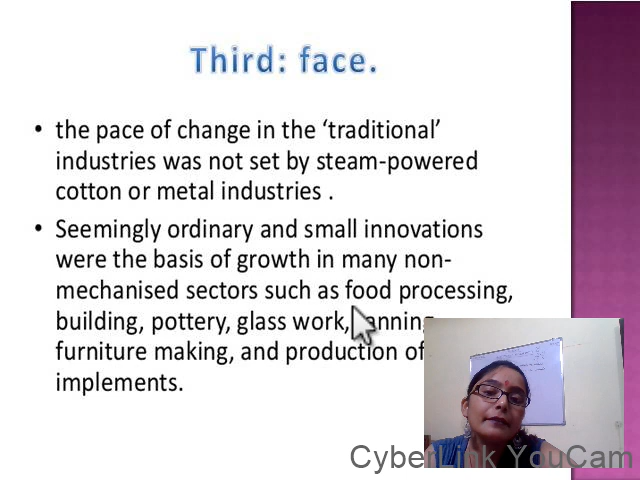 Third: face.
• the pace of change in the ‘traditional’
industries was not set by steam-powered
cotton or metal industries .
• Seemingly ordinary and small innovations
were the basis of growth in many non-
mechanised sectors such as food processing,
building, pottery, glass work, tanning,
furniture making, and production of
implements.
CyberLink YouCam